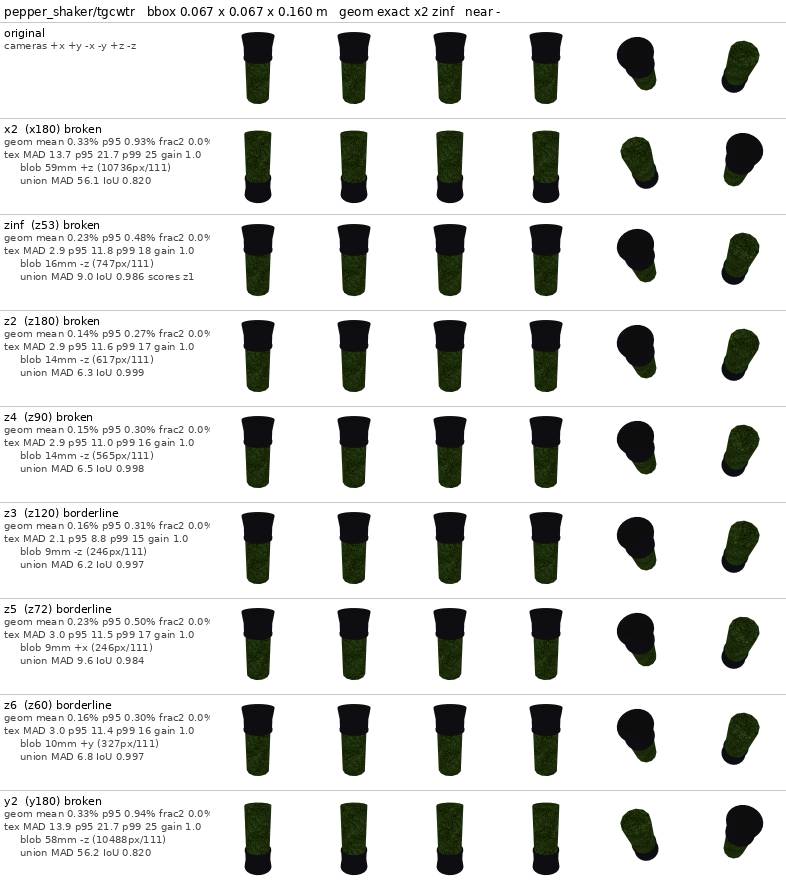 pepper_shaker/tgcwtr bbox 0.067 x 0.067 x 0.160 m geom exact x2 zinf near -
original
cameras +x +y -x -y +z -z
x2 (x180) broken
geom mean 0.33% p95 0.93% frac2 0.0%
tex MAD 13.7 p95 21.7 p99 25 gain 1.0
blob 59mm +z (10736px/111)
union MAD 56.1 IoU 0.820
zinf (z53) broken
geom mean 0.23% p95 0.48% frac2 0.0%
tex MAD 2.9 p95 11.8 p99 18 gain 1.0
blob 16mm -z (747px/111)
union MAD 9.0 IoU 0.986 scores z1
z2 (z180) broken
geom mean 0.14% p95 0.27% frac2 0.0%
tex MAD 2.9 p95 11.6 p99 17 gain 1.0
blob 14mm -z (617px/111)
union MAD 6.3 IoU 0.999
z4 (z90) broken
geom mean 0.15% p95 0.30% frac2 0.0%
tex MAD 2.9 p95 11.0 p99 16 gain 1.0
blob 14mm -z (565px/111)
union MAD 6.5 IoU 0.998
z3 (z120) borderline
geom mean 0.16% p95 0.31% frac2 0.0%
tex MAD 2.1 p95 8.8 p99 15 gain 1.0
blob 9mm -z (246px/111)
union MAD 6.2 IoU 0.997
z5 (z72) borderline
geom mean 0.23% p95 0.50% frac2 0.0%
tex MAD 3.0 p95 11.5 p99 17 gain 1.0
blob 9mm +x (246px/111)
union MAD 9.6 IoU 0.984
z6 (z60) borderline
geom mean 0.16% p95 0.30% frac2 0.0%
tex MAD 3.0 p95 11.4 p99 16 gain 1.0
blob 10mm +y (327px/111)
union MAD 6.8 IoU 0.997
y2 (y180) broken
geom mean 0.33% p95 0.94% frac2 0.0%
tex MAD 13.9 p95 21.7 p99 25 gain 1.0
blob 58mm -z (10488px/111)
union MAD 56.2 IoU 0.820